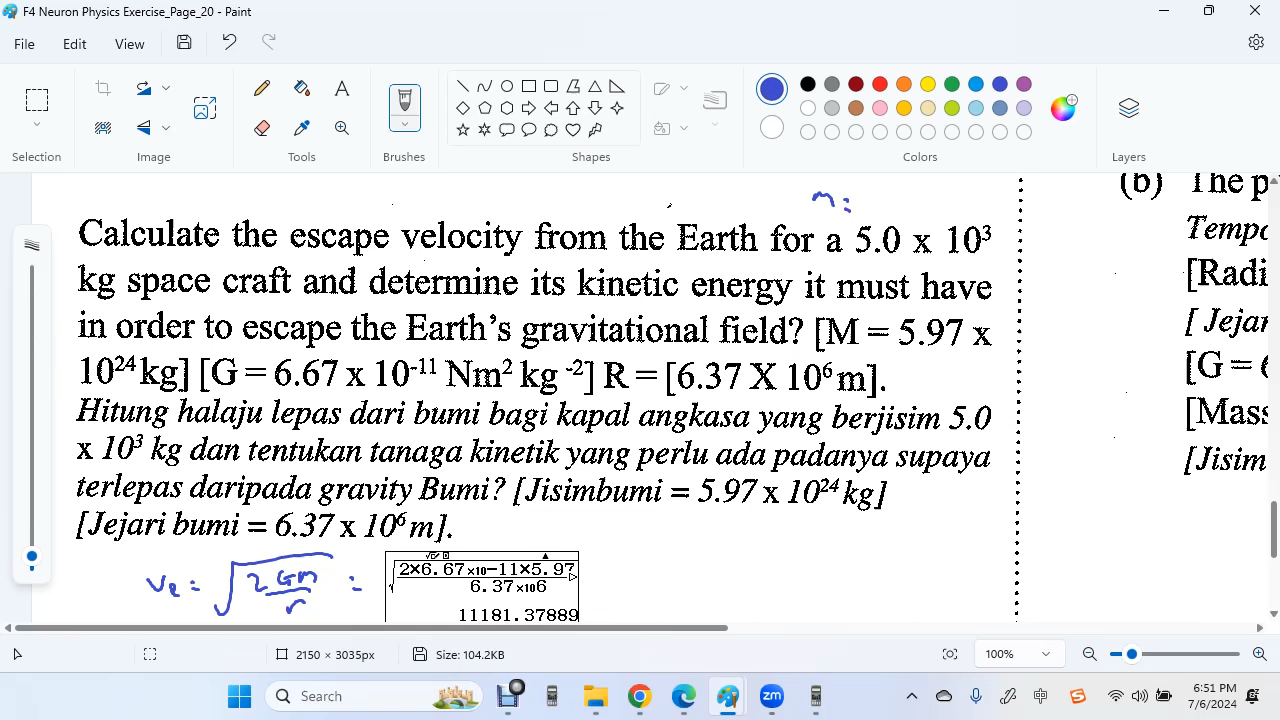 F4 Neuron Physics Exercise_Page_20 - Paint
File Edit View
Selection Image Tools Brushes Shapes Colors Layers
m:
Calculate the escape velocity from the Earth for a 5.0 x 10³
kg space craft and determine its kinetic energy it must have
in order to escape the Earth's gravitational field? [M = 5.97 x
10²⁴ kg] [G = 6.67 x 10⁻¹¹ Nm² kg ⁻²] R = [6.37 X 10⁶ m].
Hitung halaju lepas dari bumi bagi kapal angkasa yang berjisim 5.0
x 10³ kg dan tentukan tanaga kinetik yang perlu ada padanya supaya
terlepas daripada gravity Bumi? [Jisimbumi = 5.97 x 10²⁴ kg]
[Jejari bumi = 6.37 x 10⁶ m].
Ve = √(2Gm/r) =
√(2×6.67×10-11×5.97
6.37×106
11181.37889
(b) The p
Tempo
[Radi
[ Jejar
[G = 6
[Mass
[Jisim
2150 × 3035px Size: 104.2KB 100%
Search zm 中 6:51 PM
7/6/2024